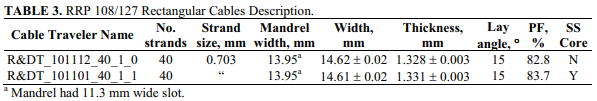 TABLE 3. RRP 108/127 Rectangular Cables Description.
Cable Traveler Name No. strands Strand size, mm Mandrel width, mm Width, mm Thickness, mm Lay angle, ° PF, % SS Core
R&DT_101112_40_1_0 40 0.703 13.95ᵃ 14.62 ± 0.02 1.328 ± 0.003 15 82.8 N
R&DT_101101_40_1_1 40 “ 13.95ᵃ 14.61 ± 0.02 1.331 ± 0.003 15 83.7 Y
ᵃ Mandrel had 11.3 mm wide slot.